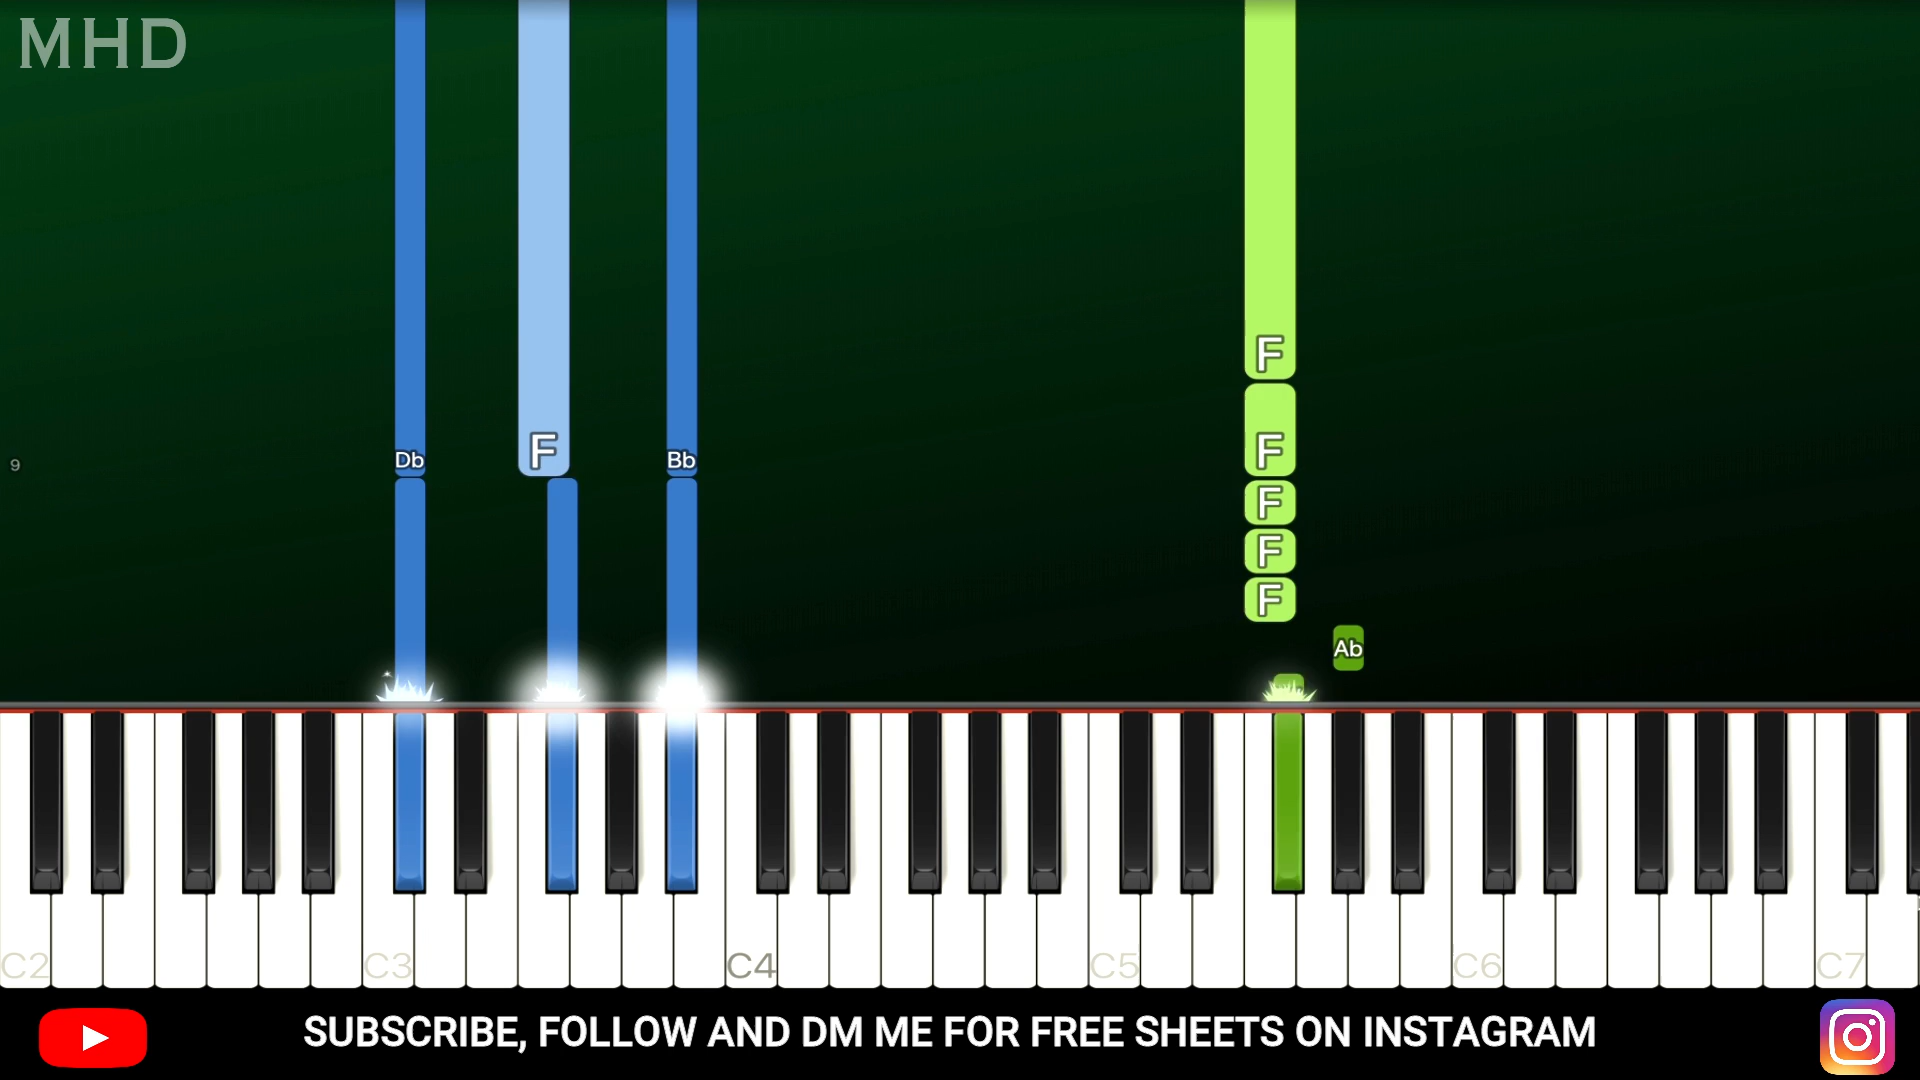 MHD
F
Db
F
Bb
F
9
F
F
F
Ab
C2
C3
C4
C5
C6
C7
SUBSCRIBE, FOLLOW AND DM ME FOR FREE SHEETS ON INSTAGRAM